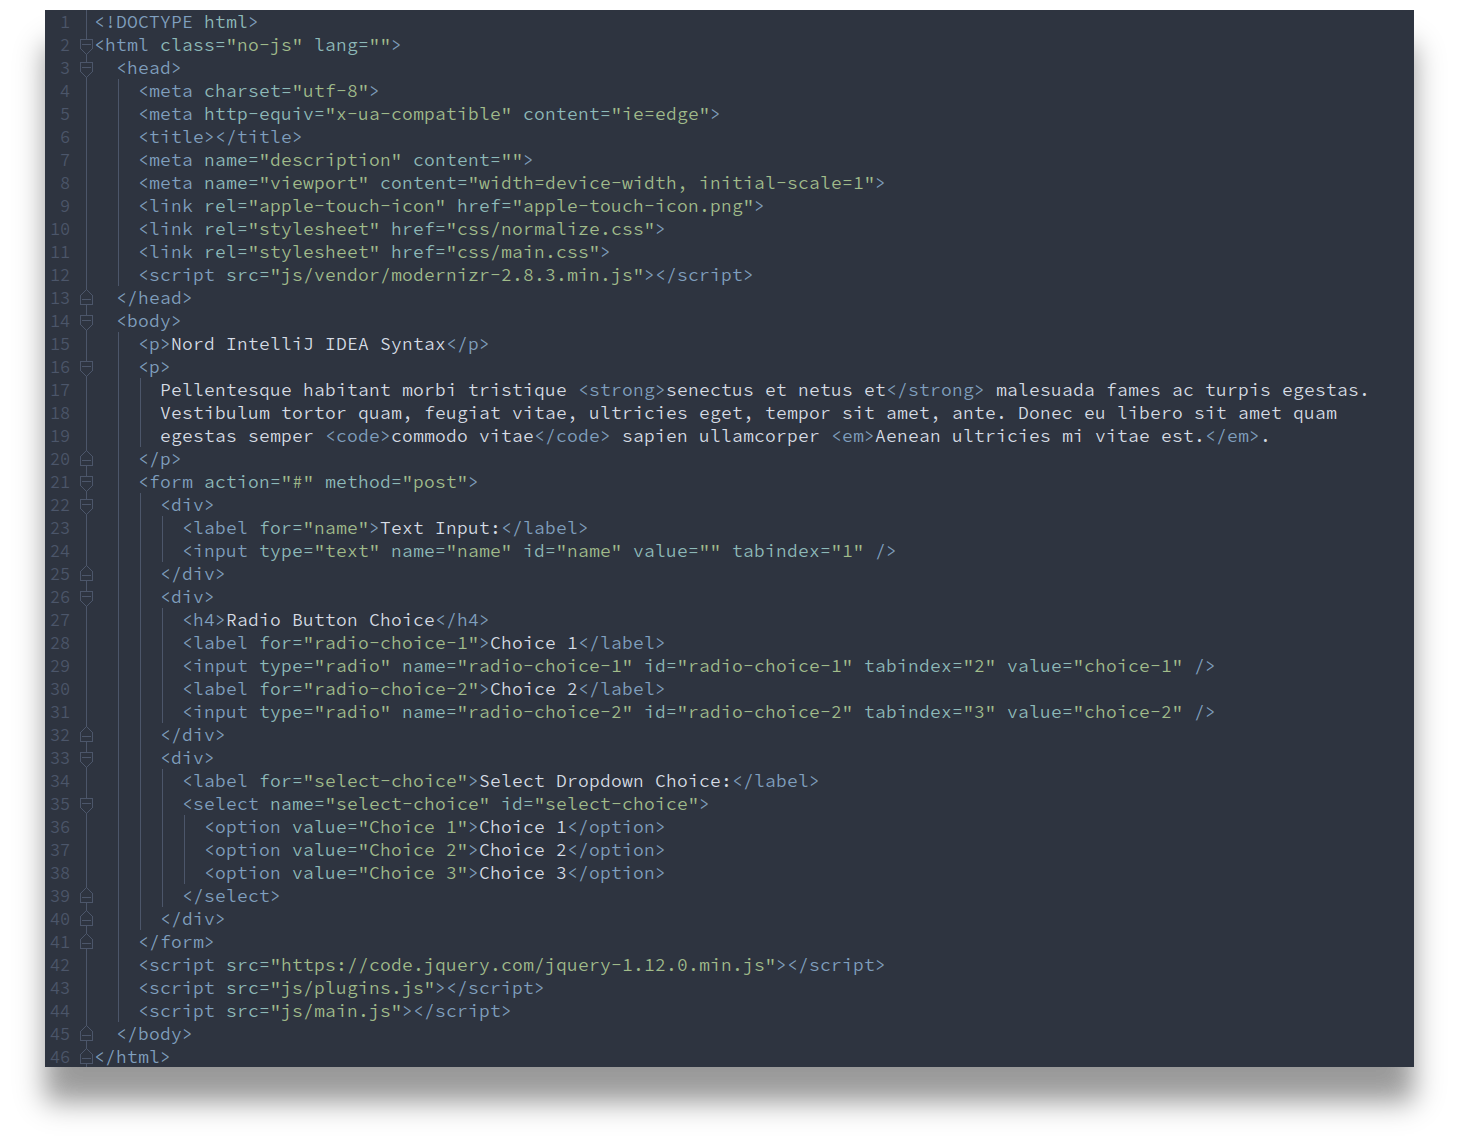 1 <!DOCTYPE html>
2 <html class="no-js" lang="">
3   <head>
4     <meta charset="utf-8">
5     <meta http-equiv="x-ua-compatible" content="ie=edge">
6     <title></title>
7     <meta name="description" content="">
8     <meta name="viewport" content="width=device-width, initial-scale=1">
9     <link rel="apple-touch-icon" href="apple-touch-icon.png">
10     <link rel="stylesheet" href="css/normalize.css">
11     <link rel="stylesheet" href="css/main.css">
12     <script src="js/vendor/modernizr-2.8.3.min.js"></script>
13   </head>
14   <body>
15     <p>Nord IntelliJ IDEA Syntax</p>
16     <p>
17       Pellentesque habitant morbi tristique <strong>senectus et netus et</strong> malesuada fames ac turpis egestas.
18       Vestibulum tortor quam, feugiat vitae, ultricies eget, tempor sit amet, ante. Donec eu libero sit amet quam
19       egestas semper <code>commodo vitae</code> sapien ullamcorper <em>Aenean ultricies mi vitae est.</em>.
20     </p>
21     <form action="#" method="post">
22       <div>
23         <label for="name">Text Input:</label>
24         <input type="text" name="name" id="name" value="" tabindex="1" />
25       </div>
26       <div>
27         <h4>Radio Button Choice</h4>
28         <label for="radio-choice-1">Choice 1</label>
29         <input type="radio" name="radio-choice-1" id="radio-choice-1" tabindex="2" value="choice-1" />
30         <label for="radio-choice-2">Choice 2</label>
31         <input type="radio" name="radio-choice-2" id="radio-choice-2" tabindex="3" value="choice-2" />
32       </div>
33       <div>
34         <label for="select-choice">Select Dropdown Choice:</label>
35         <select name="select-choice" id="select-choice">
36           <option value="Choice 1">Choice 1</option>
37           <option value="Choice 2">Choice 2</option>
38           <option value="Choice 3">Choice 3</option>
39         </select>
40       </div>
41     </form>
42     <script src="https://code.jquery.com/jquery-1.12.0.min.js"></script>
43     <script src="js/plugins.js"></script>
44     <script src="js/main.js"></script>
45   </body>
46 </html>